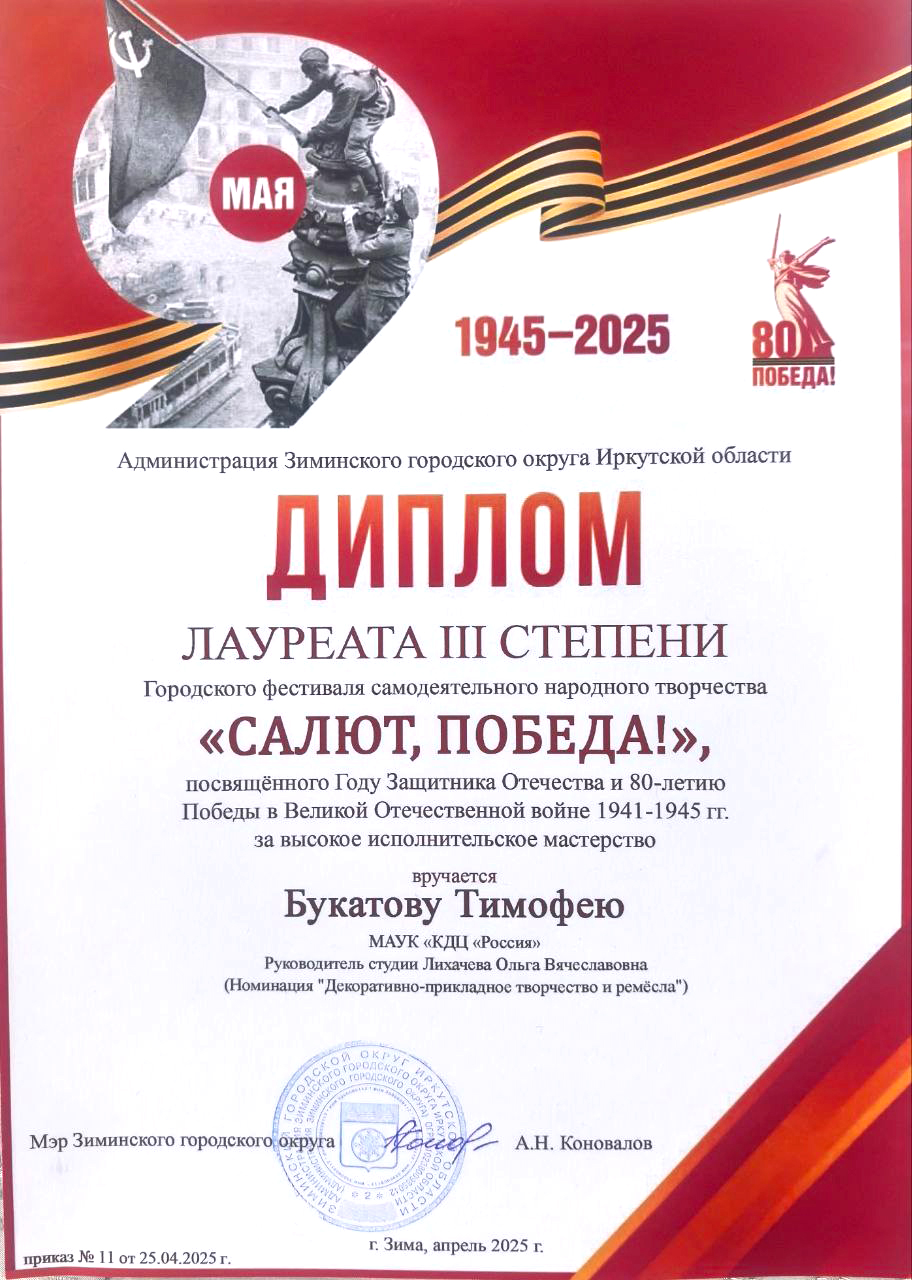 МАЯ
1945–2025
80
ПОБЕДА!
Администрация Зиминского городского округа Иркутской области
ДИПЛОМ
ЛАУРЕАТА III СТЕПЕНИ
Городского фестиваля самодеятельного народного творчества
«САЛЮТ, ПОБЕДА!»,
посвящённого Году Защитника Отечества и 80-летию
Победы в Великой Отечественной войне 1941-1945 гг.
за высокое исполнительское мастерство
вручается
Букатову Тимофею
МАУК «КДЦ «Россия»
Руководитель студии Лихачева Ольга Вячеславовна
(Номинация "Декоративно-прикладное творчество и ремёсла")
Мэр Зиминского городского округа
А.Н. Коновалов
г. Зима, апрель 2025 г.
приказ № 11 от 25.04.2025 г.